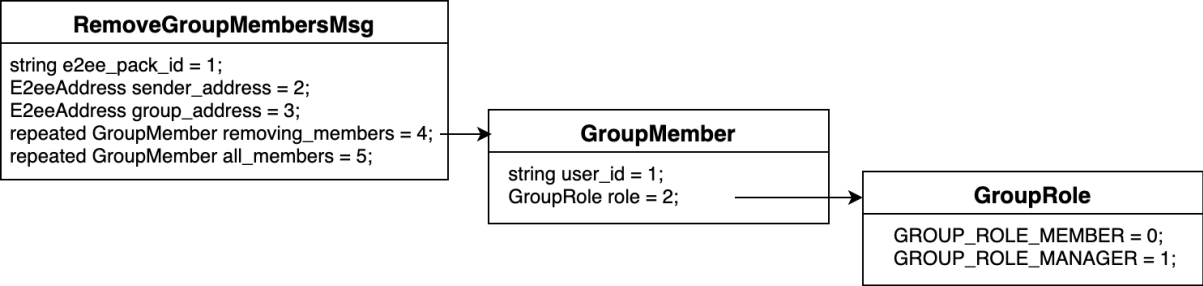 RemoveGroupMembersMsg
string e2ee_pack_id = 1;
E2eeAddress sender_address = 2;
E2eeAddress group_address = 3;
repeated GroupMember removing_members = 4;
repeated GroupMember all_members = 5;
GroupMember
string user_id = 1;
GroupRole role = 2;
GroupRole
GROUP_ROLE_MEMBER = 0;
GROUP_ROLE_MANAGER = 1;